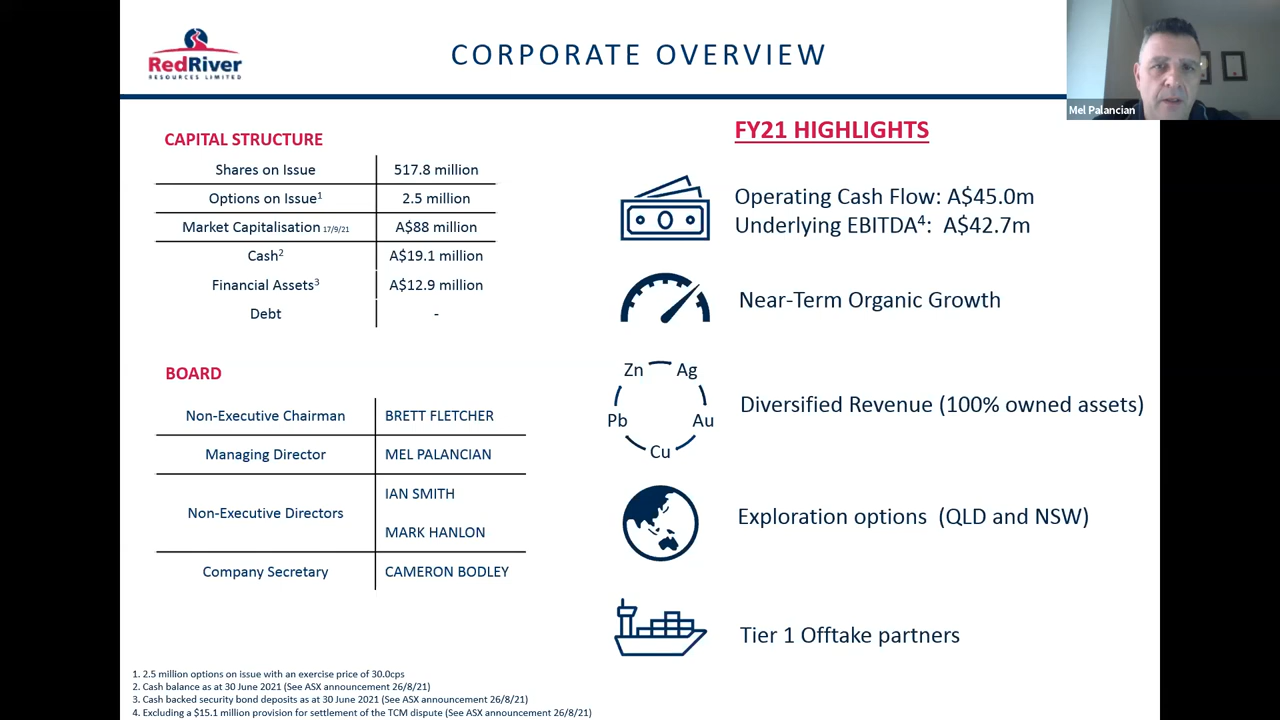 RedRiver
RESOURCES LIMITED
CORPORATE OVERVIEW
Mel Palancian
CAPITAL STRUCTURE
Shares on Issue 517.8 million
Options on Issue¹ 2.5 million
Market Capitalisation 17/9/21 A$88 million
Cash² A$19.1 million
Financial Assets³ A$12.9 million
Debt -
BOARD
Non-Executive Chairman BRETT FLETCHER
Managing Director MEL PALANCIAN
Non-Executive Directors IAN SMITH
MARK HANLON
Company Secretary CAMERON BODLEY
FY21 HIGHLIGHTS
Operating Cash Flow: A$45.0m
Underlying EBITDA⁴: A$42.7m
Near-Term Organic Growth
Zn Ag
Pb Au
Cu
Diversified Revenue (100% owned assets)
Exploration options (QLD and NSW)
Tier 1 Offtake partners
1. 2.5 million options on issue with an exercise price of 30.0cps
2. Cash balance as at 30 June 2021 (See ASX announcement 26/8/21)
3. Cash backed security bond deposits as at 30 June 2021 (See ASX announcement 26/8/21)
4. Excluding a $15.1 million provision for settlement of the TCM dispute (See ASX announcement 26/8/21)